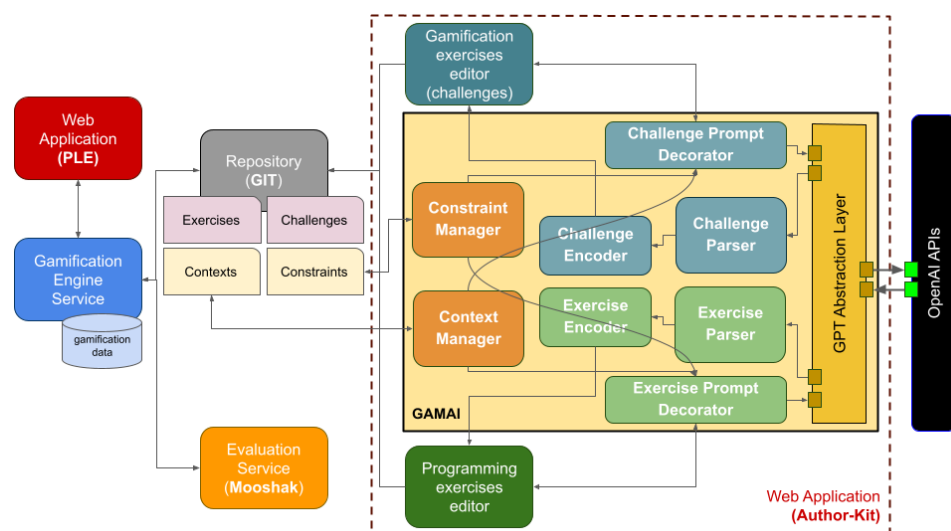 Gamification
exercises
editor
(challenges)
Web
Application
(PLE)
Repository
(GIT)
Exercises
Challenges
Contexts
Constraints
Gamification
Engine
Service
gamification
data
Evaluation
Service
(Mooshak)
Challenge Prompt
Decorator
Constraint
Manager
Challenge
Encoder
Challenge
Parser
Context
Manager
Exercise
Encoder
Exercise
Parser
Exercise Prompt
Decorator
GAMAI
GPT Abstraction Layer
OpenAI APIs
Programming
exercises
editor
Web Application
(Author-Kit)